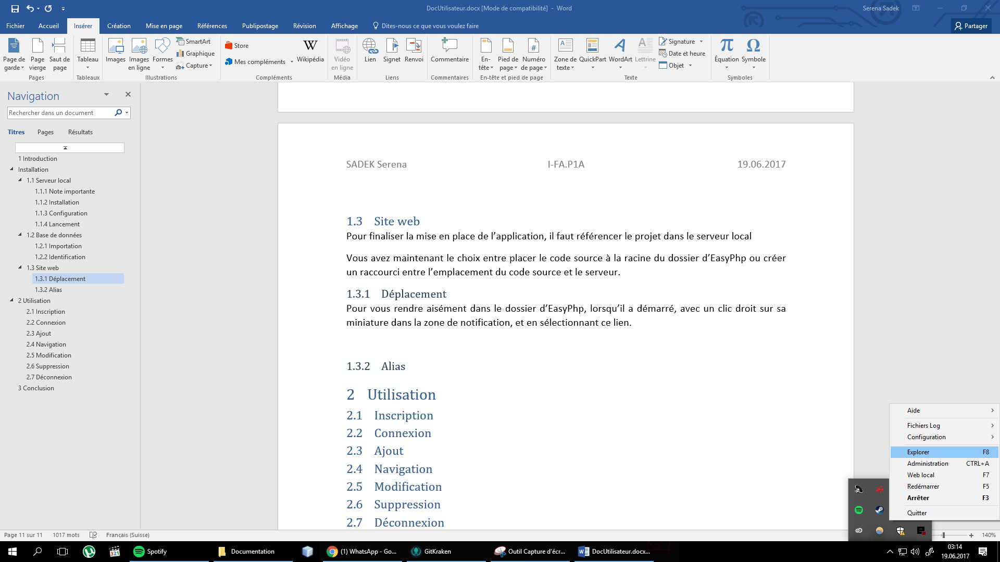 DocUtilisateur.docx [Mode de compatibilité] - Word
Serena Sadek
Fichier Accueil Insérer Création Mise en page Références Publipostage Révision Affichage Dites-nous ce que vous voulez faire Partager
Page de garde
Page vierge
Saut de page
Pages
Tableau
Tableaux
Images
Images en ligne
Formes
SmartArt
Graphique
Capture
Illustrations
Store
Mes compléments
Wikipédia
Compléments
Vidéo en ligne
Média
Lien
Signet
Renvoi
Liens
Commentaire
Commentaires
En-tête
Pied de page
Numéro de page
En-tête et pied de page
Zone de texte
QuickPart
WordArt
Lettrine
Signature
Date et heure
Objet
Texte
Équation
Symbole
Symboles
Navigation
Rechercher dans un document
Titres Pages Résultats
1 Introduction
Installation
1.1 Serveur local
1.1.1 Note importante
1.1.2 Installation
1.1.3 Configuration
1.1.4 Lancement
1.2 Base de données
1.2.1 Importation
1.2.2 Identification
1.3 Site web
1.3.1 Déplacement
1.3.2 Alias
2 Utilisation
2.1 Inscription
2.2 Connexion
2.3 Ajout
2.4 Navigation
2.5 Modification
2.6 Suppression
2.7 Déconnexion
3 Conclusion
SADEK Serena I-FA.P1A 19.06.2017
1.3 Site web
Pour finaliser la mise en place de l’application, il faut référencer le projet dans le serveur local
Vous avez maintenant le choix entre placer le code source à la racine du dossier d’EasyPhp ou créer
un raccourci entre l’emplacement du code source et le serveur.
1.3.1 Déplacement
Pour vous rendre aisément dans le dossier d’EasyPhp, lorsqu’il a démarré, avec un clic droit sur sa
miniature dans la zone de notification, et en sélectionnant ce lien.
1.3.2 Alias
2 Utilisation
2.1 Inscription
2.2 Connexion
2.3 Ajout
2.4 Navigation
2.5 Modification
2.6 Suppression
2.7 Déconnexion
Aide
Fichiers Log
Configuration
Explorer F8
Administration CTRL+A
Web local F7
Redémarrer F5
Arrêter F3
Quitter
Page 11 sur 11 1017 mots Français (Suisse) 140%
321 Spotify Documentation (1) WhatsApp - Go... GitKraken Outil Capture d’écr... DocUtilisateur.docx...
03:14
19.06.2017